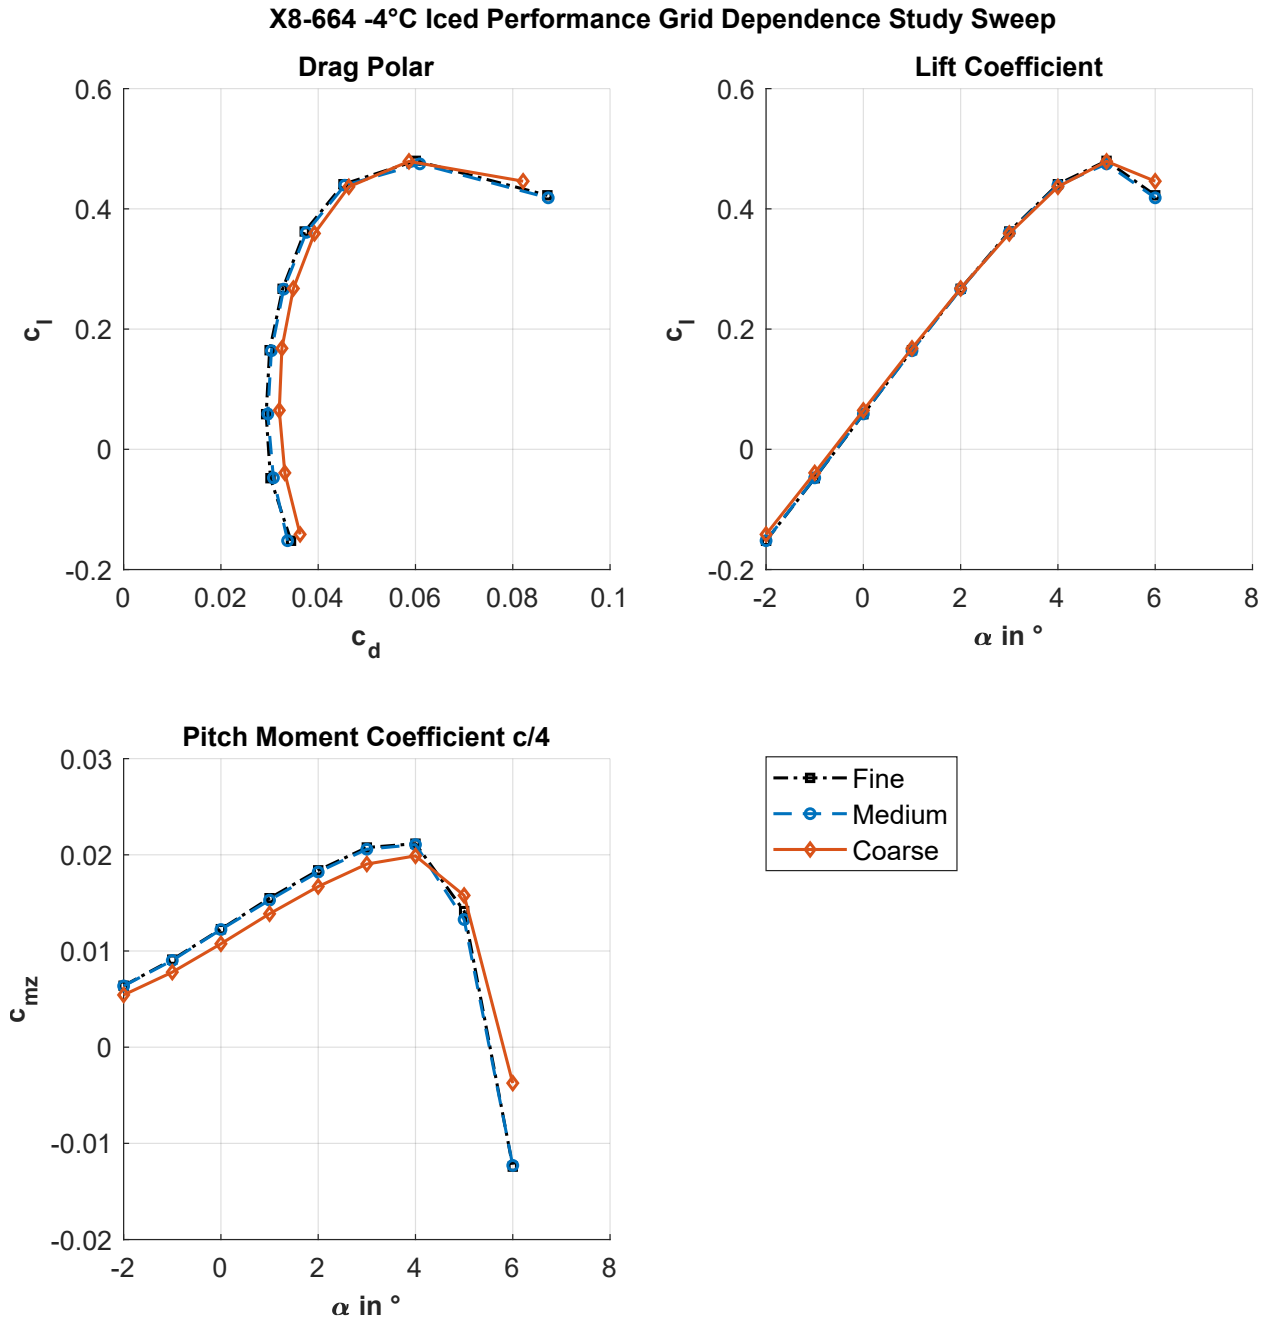 X8-664 -4°C Iced Performance Grid Dependence Study Sweep
Drag Polar
0.6
0.4
0.2
0
-0.2
c_l
0 0.02 0.04 0.06 0.08 0.1
c_d
Lift Coefficient
0.6
0.4
0.2
0
-0.2
c_l
-2 0 2 4 6 8
α in °
Pitch Moment Coefficient c/4
0.03
0.02
0.01
0
-0.01
-0.02
c_mz
-2 0 2 4 6 8
α in °
Fine
Medium
Coarse